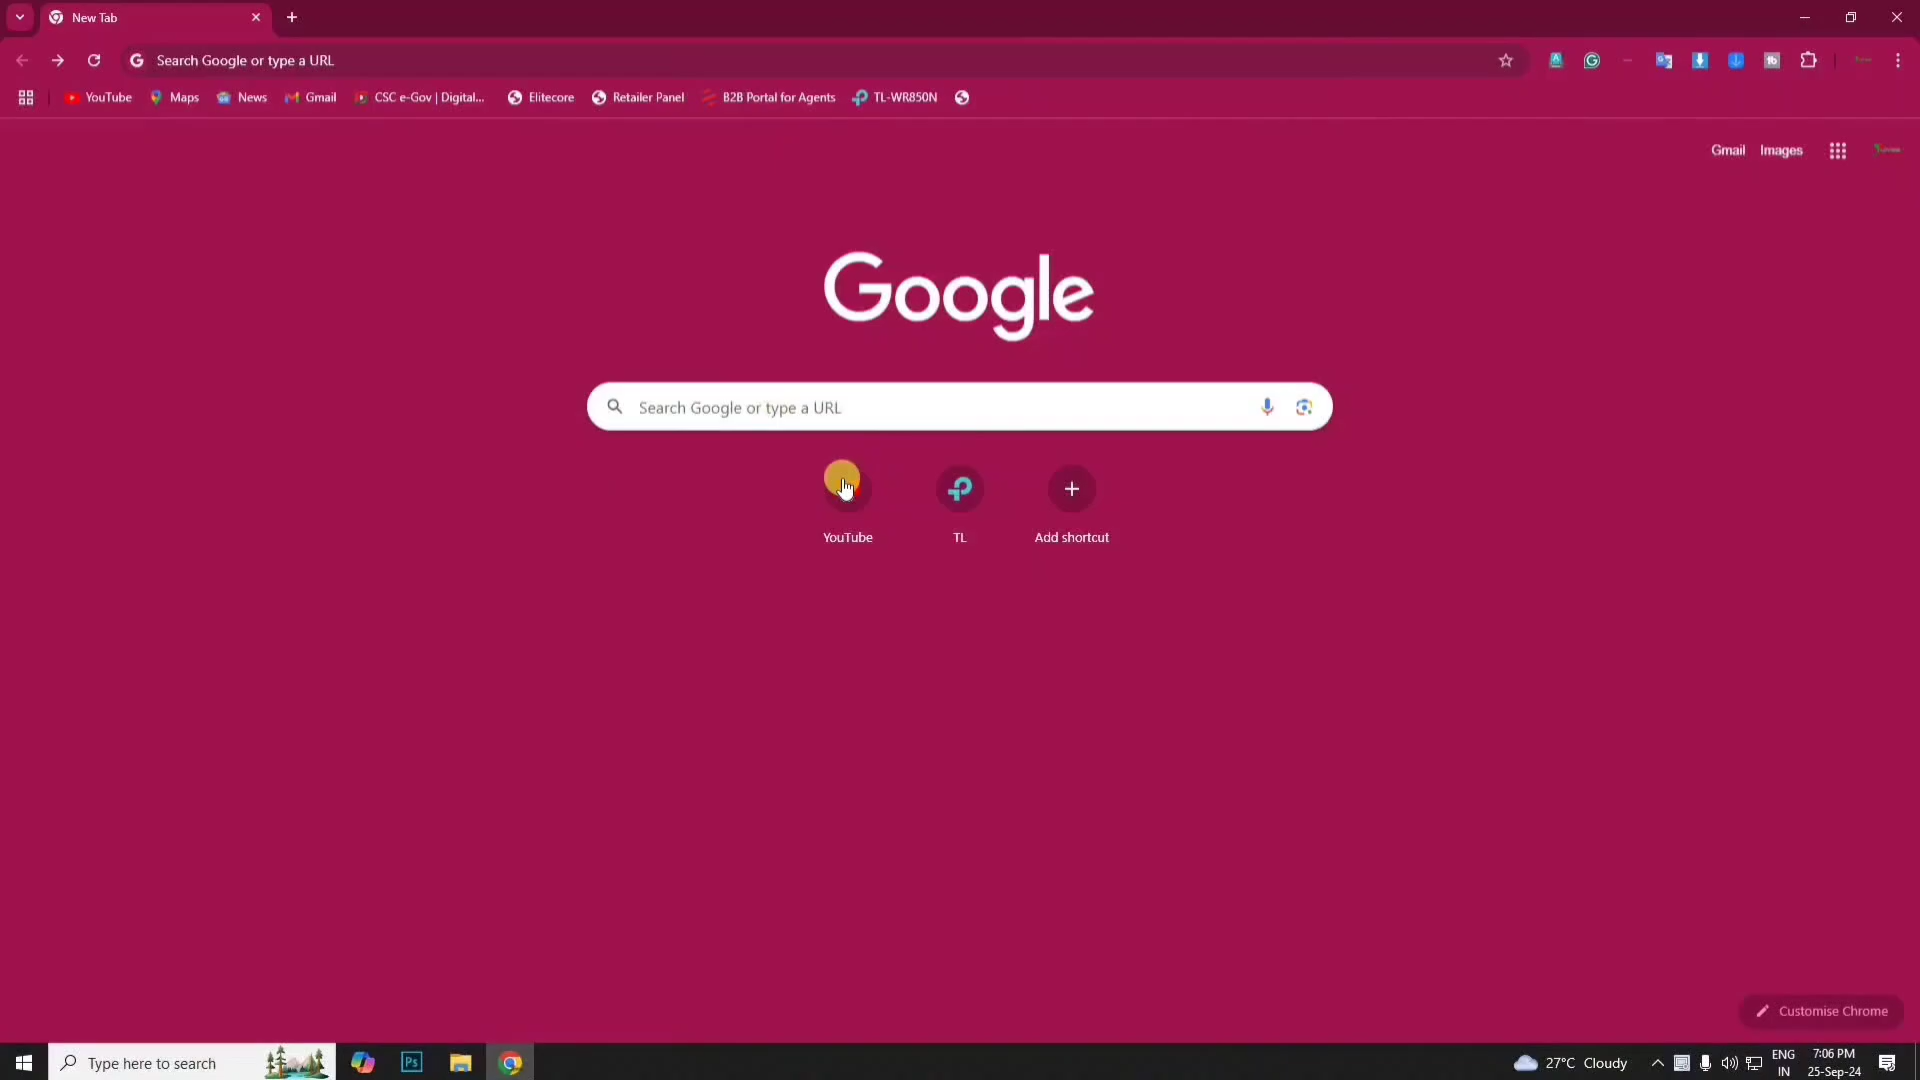 New Tab
Search Google or type a URL
YouTube Maps News Gmail CSC e-Gov | Digital... Elitecore Retailer Panel B2B Portal for Agents TL-WR850N
Gmail Images
Google
Search Google or type a URL
YouTube TL Add shortcut
Customise Chrome
Type here to search Ps 27°C Cloudy ENG 7:06 PM
IN 25-Sep-24